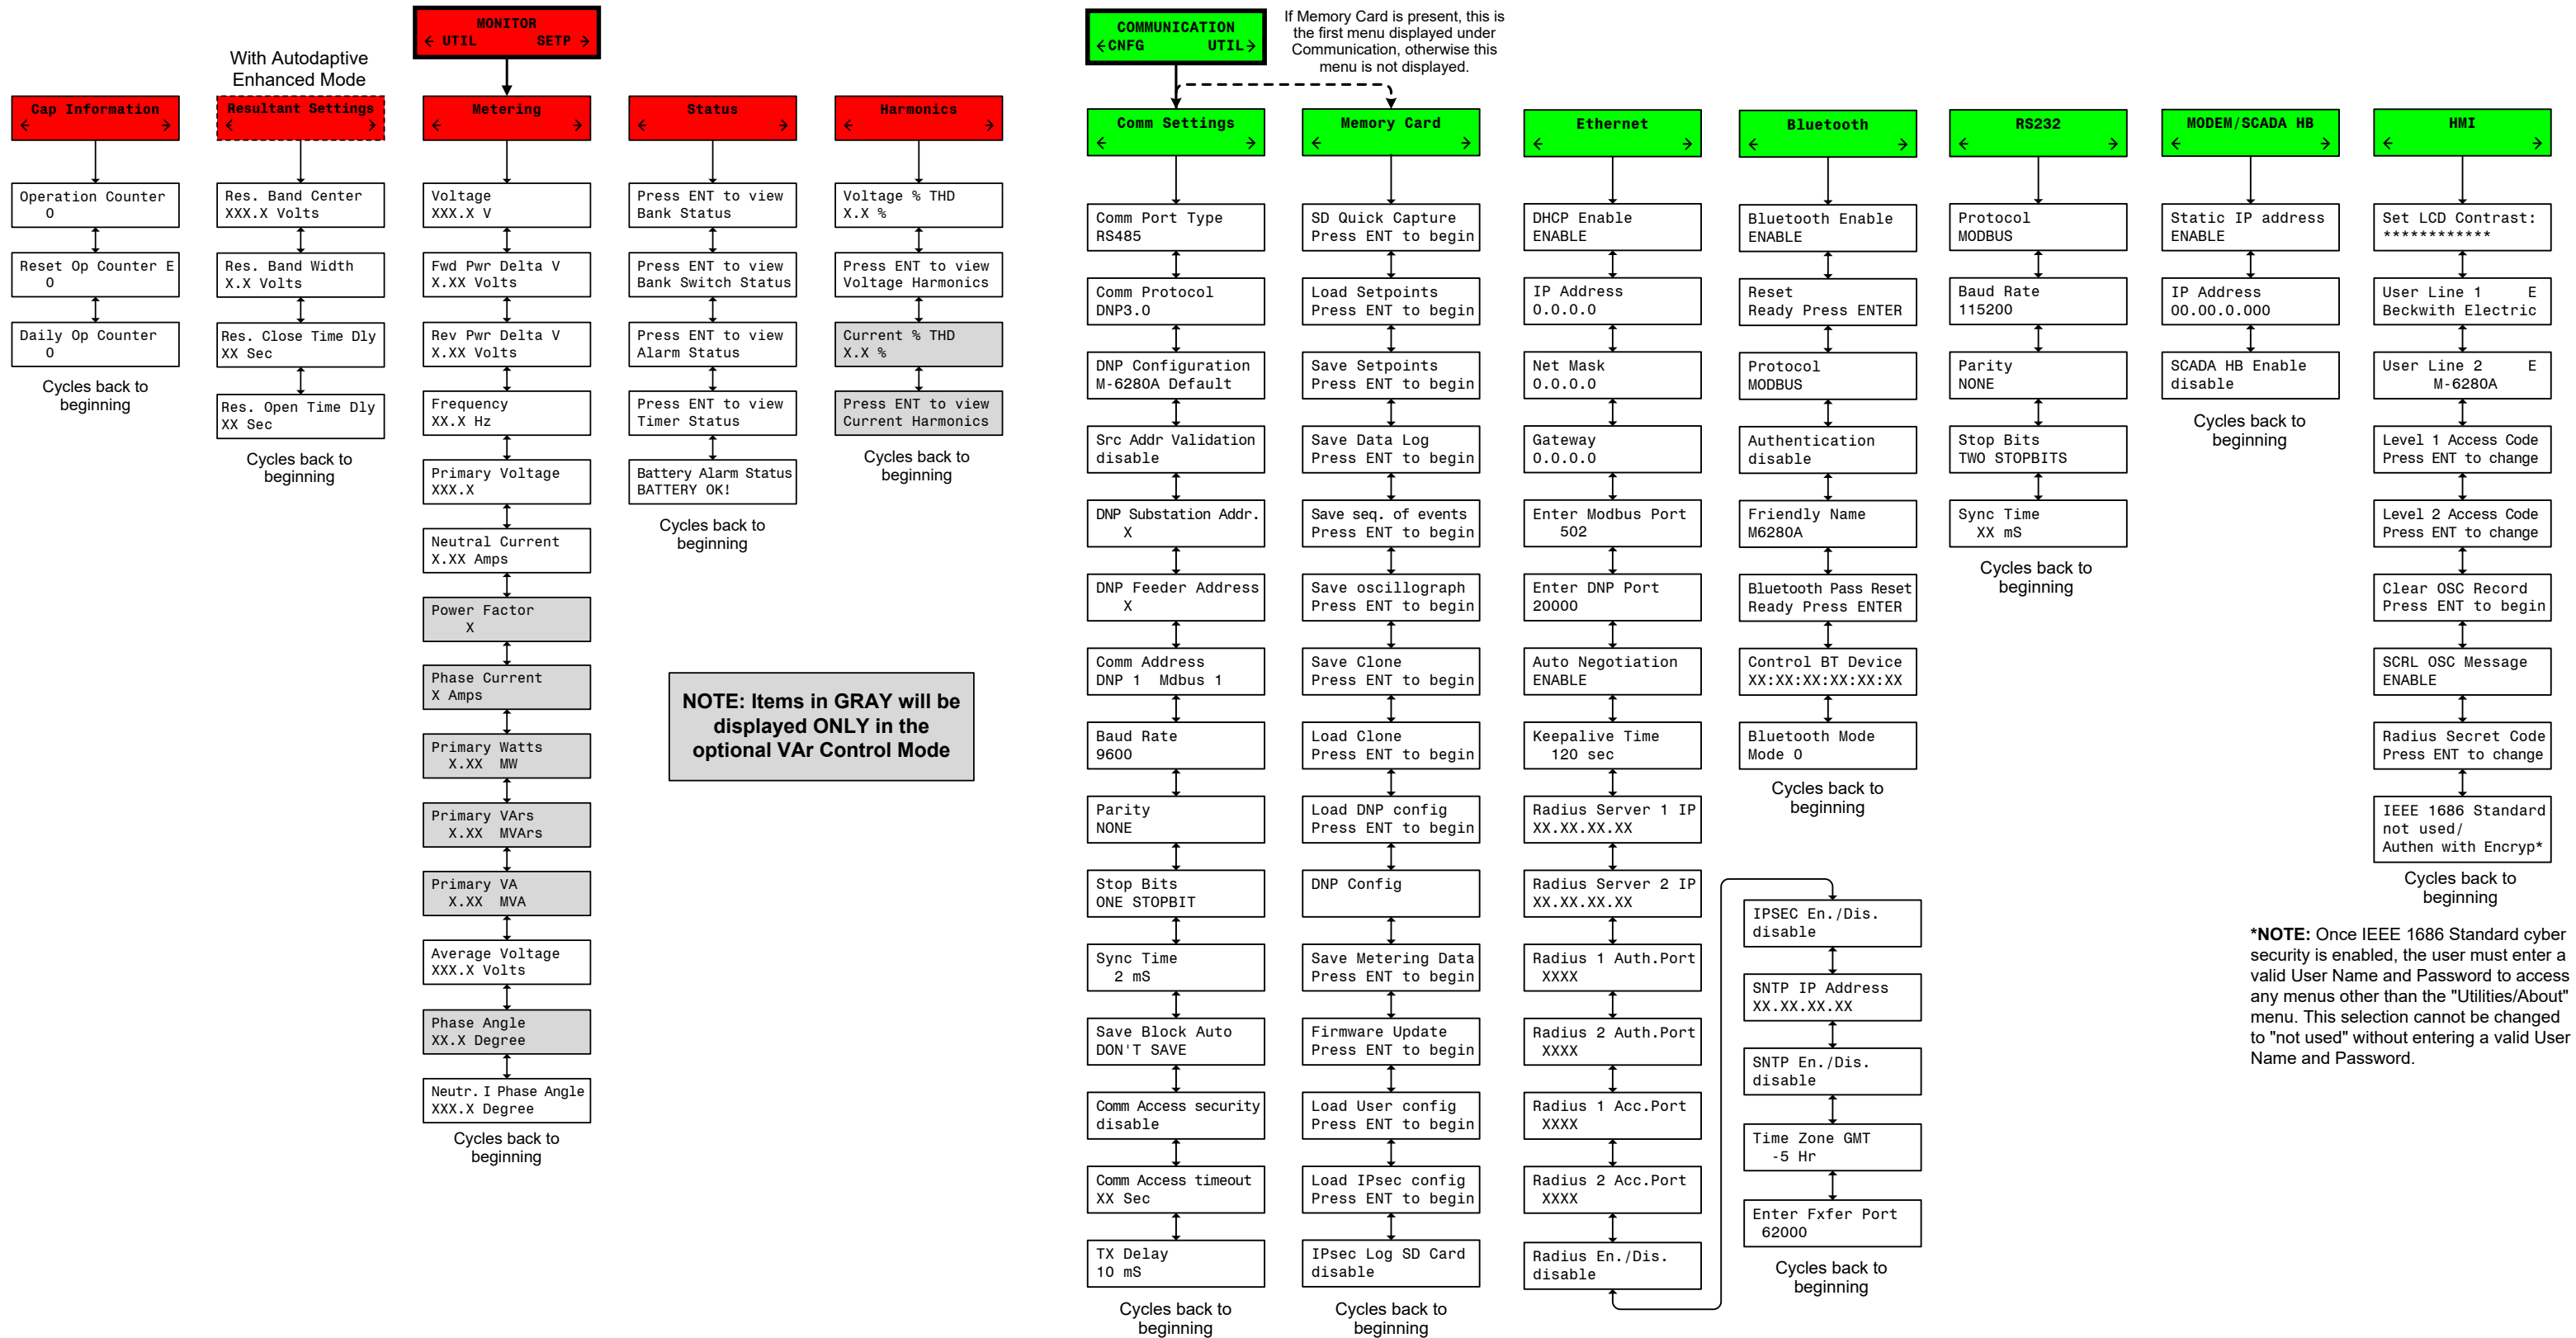 MONITOR
← UTIL SETP →
With Autodaptive
Enhanced Mode
Cap Information
← →
Operation Counter
0
Reset Op Counter E
0
Daily Op Counter
0
Cycles back to
beginning
Resultant Settings
← →
Res. Band Center
XXX.X Volts
Res. Band Width
X.X Volts
Res. Close Time Dly
XX Sec
Res. Open Time Dly
XX Sec
Cycles back to
beginning
Metering
← →
Voltage
XXX.X V
Fwd Pwr Delta V
X.XX Volts
Rev Pwr Delta V
X.XX Volts
Frequency
XX.X Hz
Primary Voltage
XXX.X
Neutral Current
X.XX Amps
Power Factor
X
Phase Current
X Amps
Primary Watts
X.XX MW
Primary VArs
X.XX MVArs
Primary VA
X.XX MVA
Average Voltage
XXX.X Volts
Phase Angle
XX.X Degree
Neutr. I Phase Angle
XXX.X Degree
Cycles back to
beginning
Status
← →
Press ENT to view
Bank Status
Press ENT to view
Bank Switch Status
Press ENT to view
Alarm Status
Press ENT to view
Timer Status
Battery Alarm Status
BATTERY OK!
Cycles back to
beginning
Harmonics
← →
Voltage % THD
X.X %
Press ENT to view
Voltage Harmonics
Current % THD
X.X %
Press ENT to view
Current Harmonics
Cycles back to
beginning
NOTE: Items in GRAY will be
displayed ONLY in the
optional VAr Control Mode
COMMUNICATION
←CNFG UTIL→
If Memory Card is present, this is
the first menu displayed under
Communication, otherwise this
menu is not displayed.
Comm Settings
← →
Comm Port Type
RS485
Comm Protocol
DNP3.0
DNP Configuration
M-6280A Default
Src Addr Validation
disable
DNP Substation Addr.
X
DNP Feeder Address
X
Comm Address
DNP 1 Mdbus 1
Baud Rate
9600
Parity
NONE
Stop Bits
ONE STOPBIT
Sync Time
2 mS
Save Block Auto
DON'T SAVE
Comm Access security
disable
Comm Access timeout
XX Sec
TX Delay
10 mS
Cycles back to
beginning
Memory Card
← →
SD Quick Capture
Press ENT to begin
Load Setpoints
Press ENT to begin
Save Setpoints
Press ENT to begin
Save Data Log
Press ENT to begin
Save seq. of events
Press ENT to begin
Save oscillograph
Press ENT to begin
Save Clone
Press ENT to begin
Load Clone
Press ENT to begin
Load DNP config
Press ENT to begin
DNP Config
Save Metering Data
Press ENT to begin
Firmware Update
Press ENT to begin
Load User config
Press ENT to begin
Load IPsec config
Press ENT to begin
IPsec Log SD Card
disable
Cycles back to
beginning
Ethernet
← →
DHCP Enable
ENABLE
IP Address
0.0.0.0
Net Mask
0.0.0.0
Gateway
0.0.0.0
Enter Modbus Port
502
Enter DNP Port
20000
Auto Negotiation
ENABLE
Keepalive Time
120 sec
Radius Server 1 IP
XX.XX.XX.XX
Radius Server 2 IP
XX.XX.XX.XX
Radius 1 Auth.Port
XXXX
Radius 2 Auth.Port
XXXX
Radius 1 Acc.Port
XXXX
Radius 2 Acc.Port
XXXX
Radius En./Dis.
disable
IPSEC En./Dis.
disable
SNTP IP Address
XX.XX.XX.XX
SNTP En./Dis.
disable
Time Zone GMT
-5 Hr
Enter Fxfer Port
62000
Cycles back to
beginning
Bluetooth
← →
Bluetooth Enable
ENABLE
Reset
Ready Press ENTER
Protocol
MODBUS
Authentication
disable
Friendly Name
M6280A
Bluetooth Pass Reset
Ready Press ENTER
Control BT Device
XX:XX:XX:XX:XX:XX
Bluetooth Mode
Mode 0
Cycles back to
beginning
RS232
← →
Protocol
MODBUS
Baud Rate
115200
Parity
NONE
Stop Bits
TWO STOPBITS
Sync Time
XX mS
Cycles back to
beginning
MODEM/SCADA HB
← →
Static IP address
ENABLE
IP Address
00.00.0.000
SCADA HB Enable
disable
Cycles back to
beginning
HMI
← →
Set LCD Contrast:
************
User Line 1 E
Beckwith Electric
User Line 2 E
M-6280A
Level 1 Access Code
Press ENT to change
Level 2 Access Code
Press ENT to change
Clear OSC Record
Press ENT to begin
SCRL OSC Message
ENABLE
Radius Secret Code
Press ENT to change
IEEE 1686 Standard
not used/
Authen with Encryp*
Cycles back to
beginning
*NOTE: Once IEEE 1686 Standard cyber
security is enabled, the user must enter a
valid User Name and Password to access
any menus other than the "Utilities/About"
menu. This selection cannot be changed
to "not used" without entering a valid User
Name and Password.